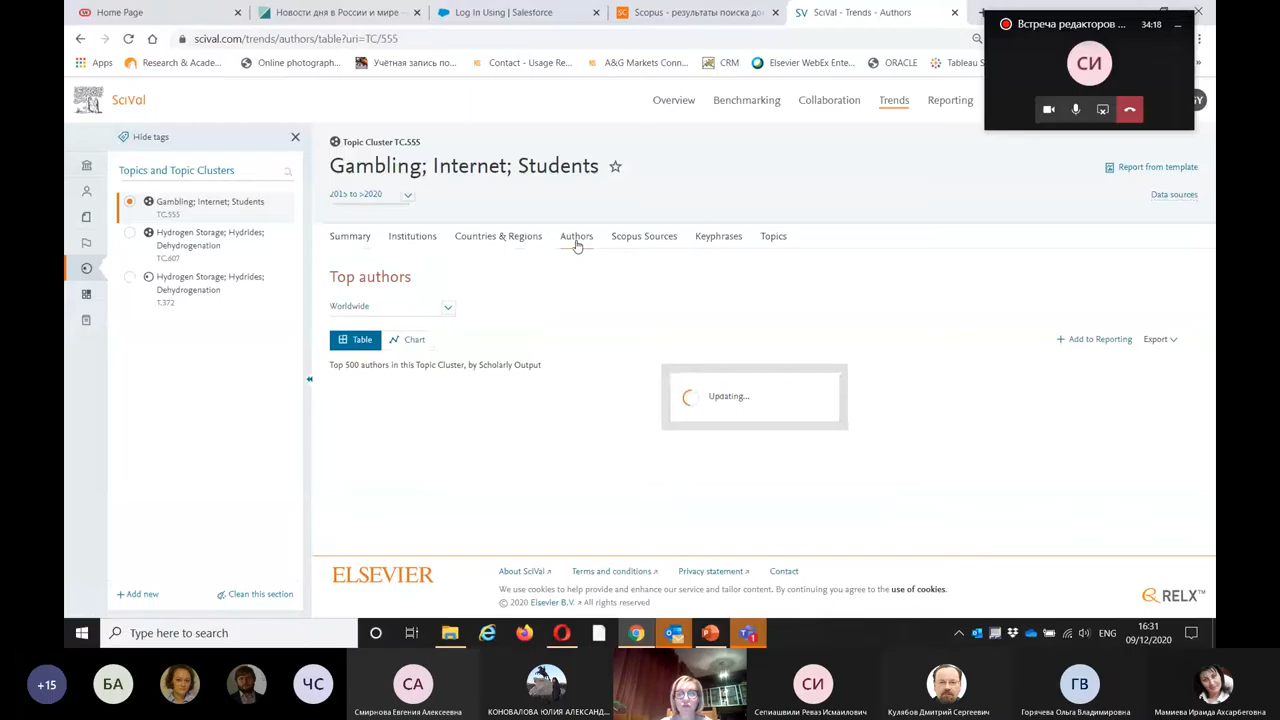 Home Page
Новости дня в России и мире
Log In Using | Salesforce
Scopus - результаты поиска до
SciVal - Trends - Authors
scival.com/trends/authors/table?uri=TC/555
Apps
Research & Acade...
Online photograph...
Учётная запись по...
Contact - Usage Re...
A&G Markets Conn...
CRM
Elsevier WebEx Ente...
ORACLE
Tableau S
Встреча редакторов ...
34:18
СИ
SciVal
Overview
Benchmarking
Collaboration
Trends
Reporting
GY
Hide tags
Topics and Topic Clusters
Gambling; Internet; Students
TC.555
Hydrogen Storage; Hydrides;
Dehydrogenation
TC.607
Hydrogen Storage; Hydrides;
Dehydrogenation
T.372
+ Add new
Clean this section
Topic Cluster TC.555
Gambling; Internet; Students
2015 to >2020
Report from template
Data sources
Summary
Institutions
Countries & Regions
Authors
Scopus Sources
Keyphrases
Topics
Top authors
Worldwide
Table
Chart
+ Add to Reporting
Export
Top 500 authors in this Topic Cluster, by Scholarly Output
Updating...
ELSEVIER
About SciVal
Terms and conditions
Privacy statement
Contact
We use cookies to help provide and enhance our service and tailor content. By continuing you agree to the use of cookies.
© 2020 Elsevier B.V. All rights reserved
RELX™
Type here to search
ENG
16:31
09/12/2020
+15
БА
ЧС
СА
Смирнова Евгения Алексеевна
КОНОВАЛОВА ЮЛИЯ АЛЕКСАНД...
СИ
Сепиашвили Реваз Исмаилович
Кулябов Дмитрий Сергеевич
ГВ
Горячева Ольга Владимировна
Мамиева Ираида Ахсарбеговна